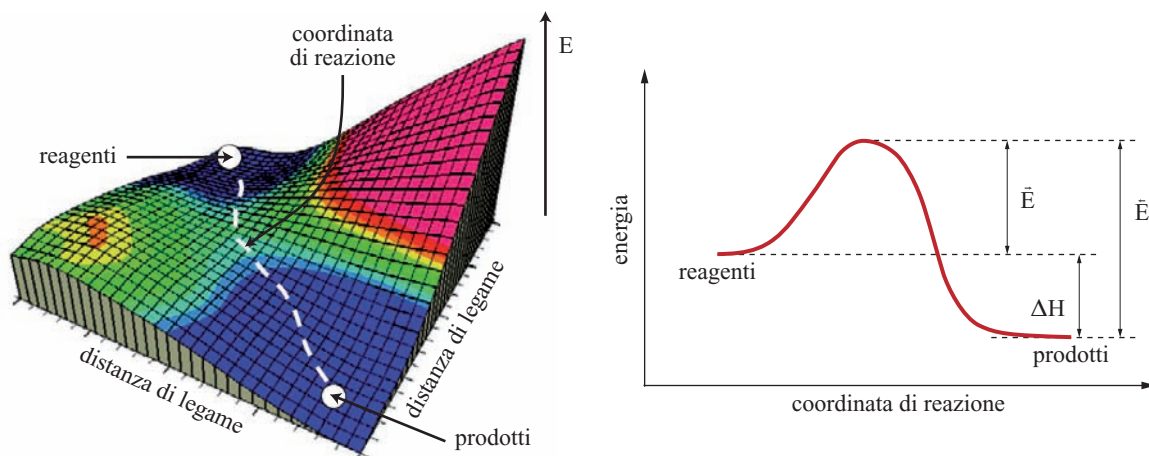 coordinata
di reazione
E
reagenti
distanza di legame
distanza di legame
prodotti
energia
reagenti
E⃗
E⃖
ΔH
prodotti
coordinata di reazione